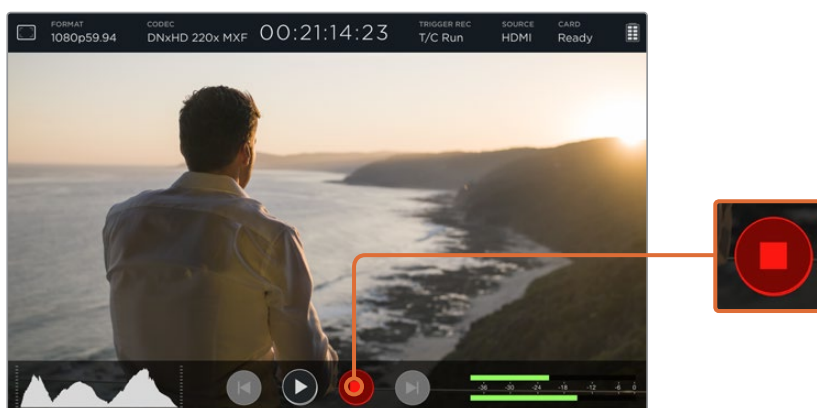 FORMAT CODEC TRIGGER REC SOURCE CARD
1080p59.94 DNxHD 220x MXF 00:21:14:23 T/C Run HDMI Ready
-36 -30 -24 -18 -12 -6 0